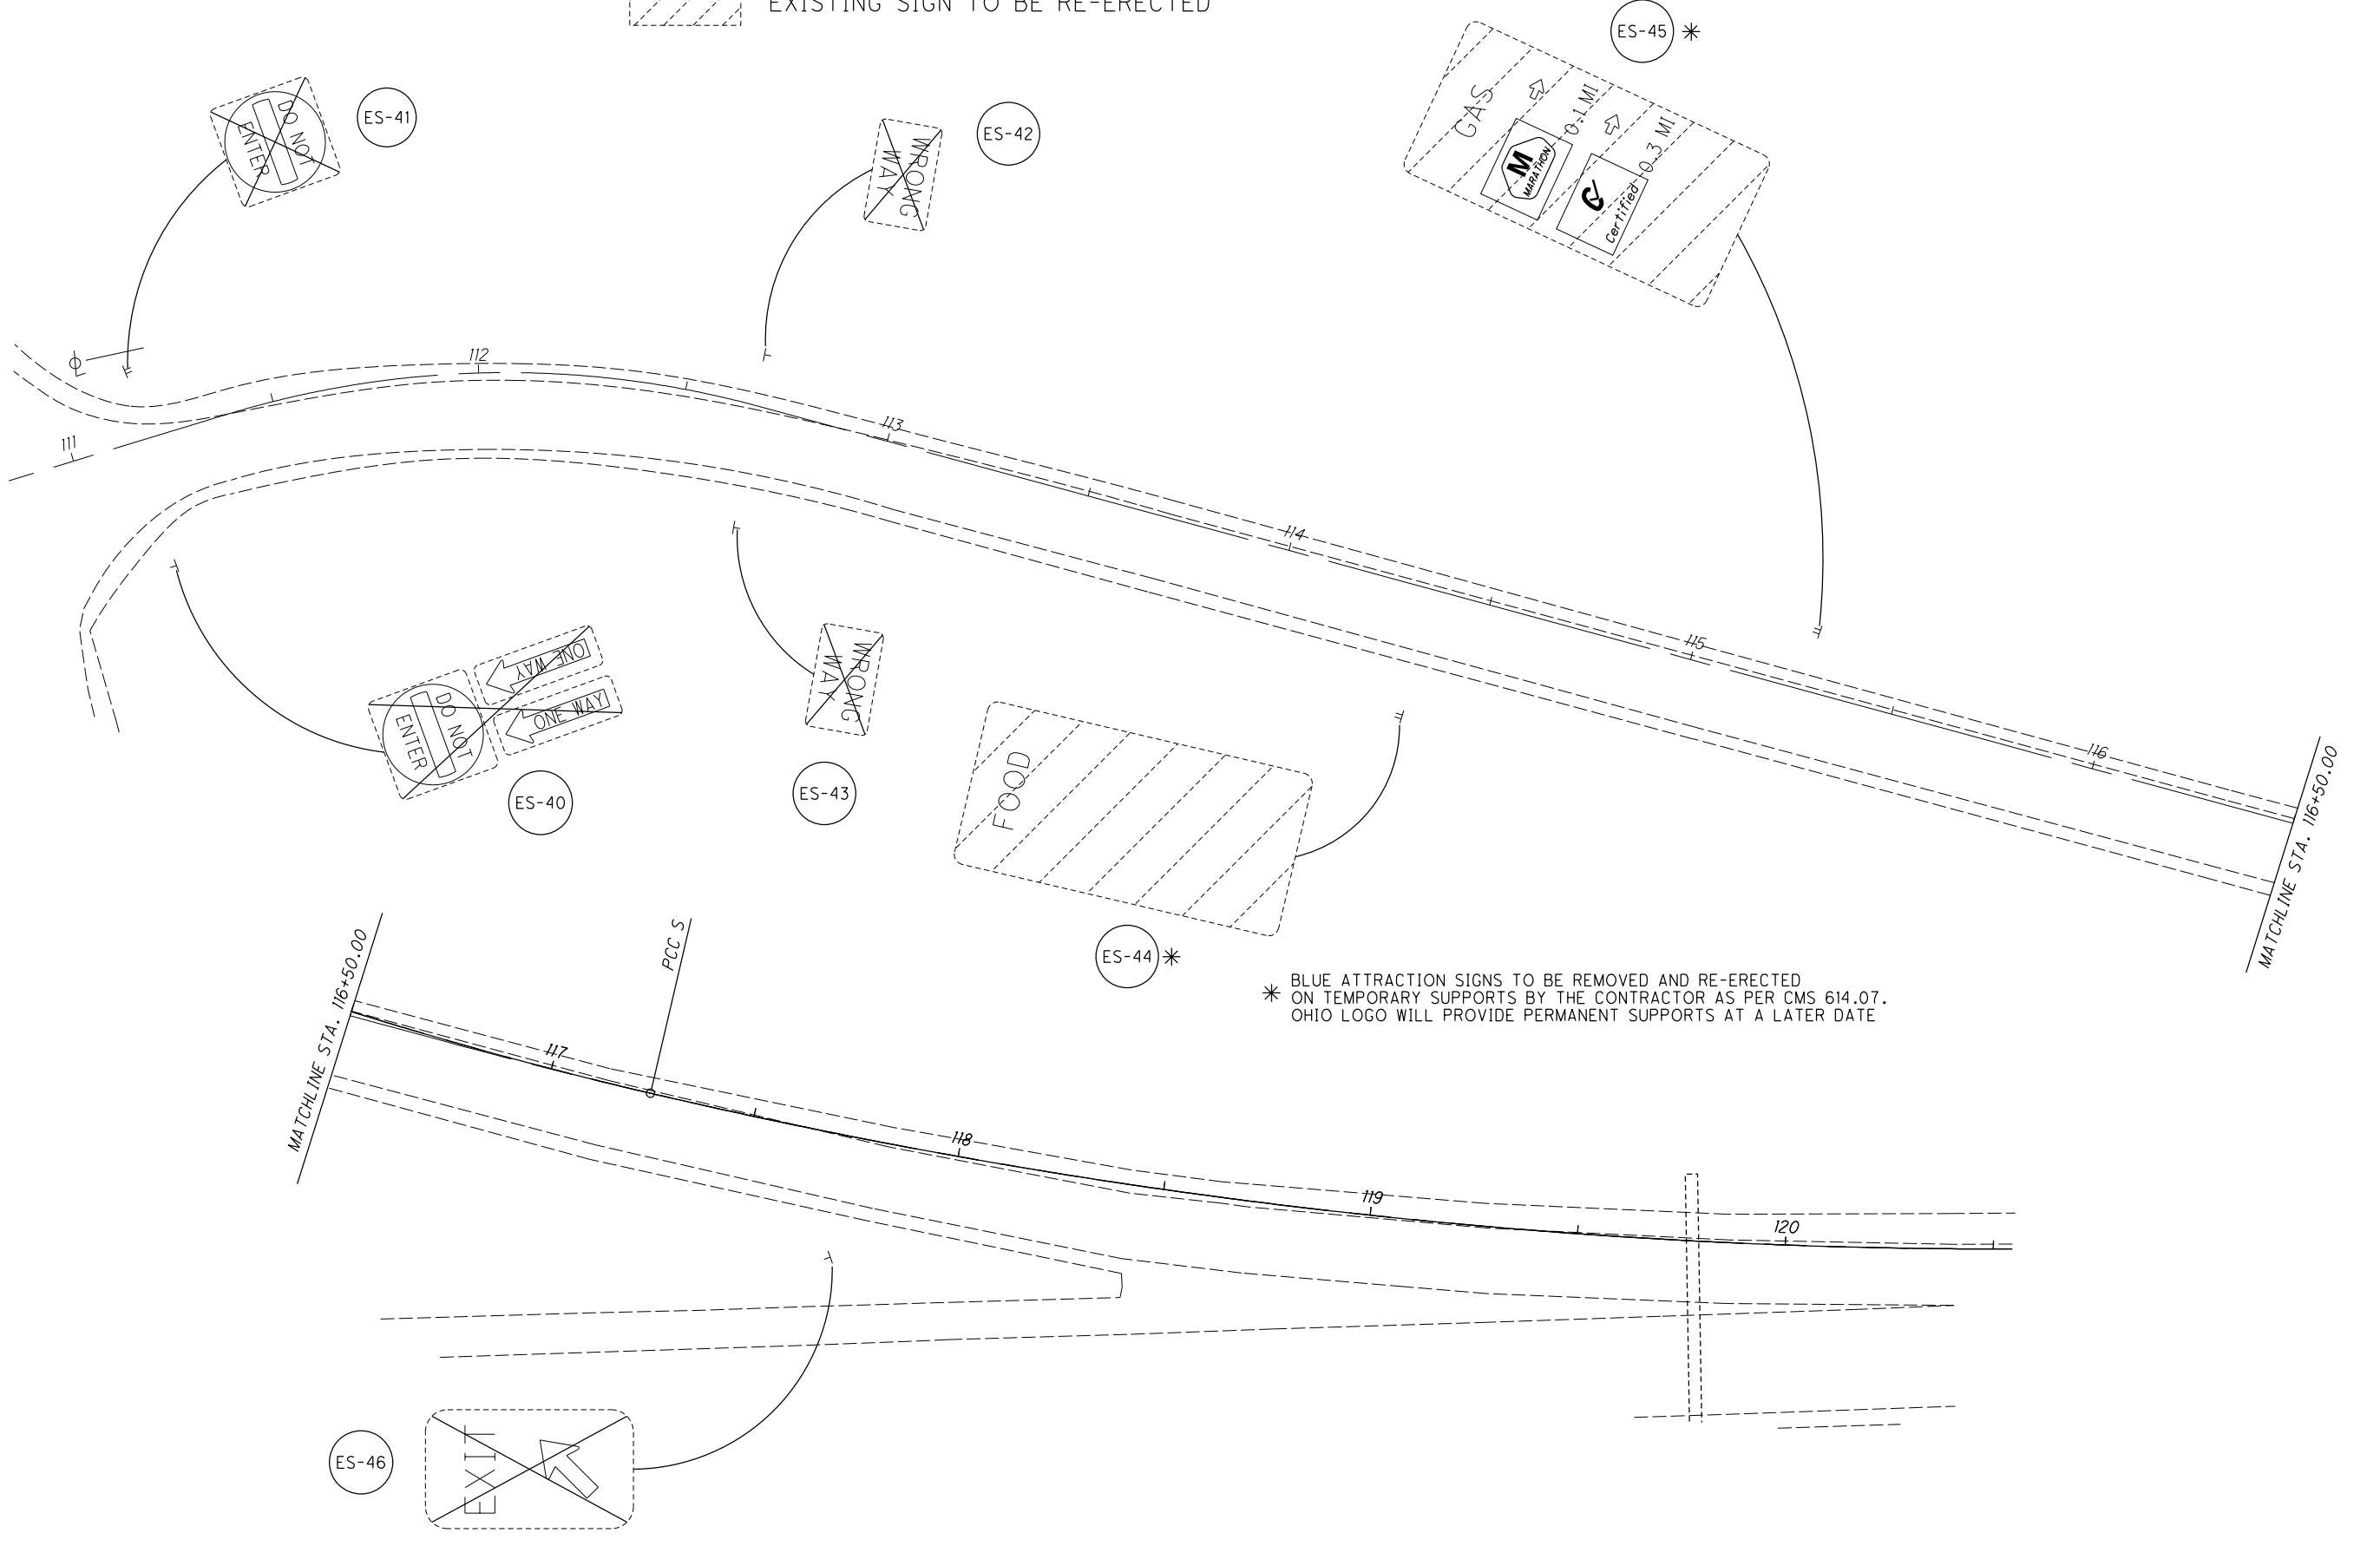 EXISTING SIGN TO BE RE-ERECTED
ES-45 *
ES-41
DO NOT
ENTER
ES-42
WRONG
WAY
GAS
0.1 MI
M
MARATHON
0.3 MI
Certified
112
111
113
114
115
116
MATCHLINE STA. 116+50.00
ONE WAY
ONE WAY
DO NOT
ENTER
ES-40
WRONG
WAY
ES-43
FOOD
ES-44 *
* BLUE ATTRACTION SIGNS TO BE REMOVED AND RE-ERECTED
ON TEMPORARY SUPPORTS BY THE CONTRACTOR AS PER CMS 614.07.
OHIO LOGO WILL PROVIDE PERMANENT SUPPORTS AT A LATER DATE
MATCHLINE STA. 116+50.00
PCC S
117
118
119
120
ES-46
EXIT